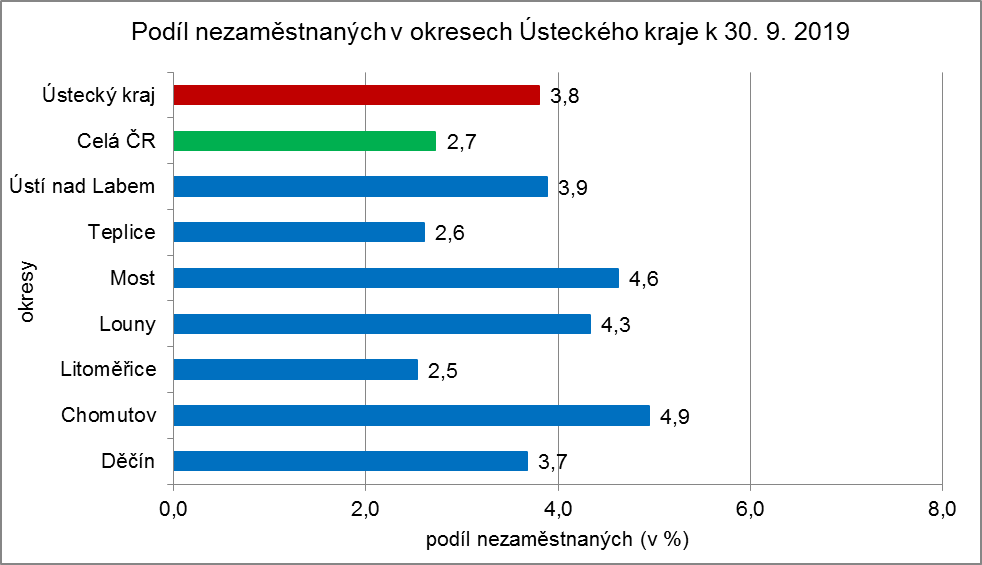 Podíl nezaměstnaných v okresech Ústeckého kraje k 30. 9. 2019
Ústecký kraj 3,8
Celá ČR 2,7
Ústí nad Labem 3,9
Teplice 2,6
Most 4,6
Louny 4,3
Litoměřice 2,5
Chomutov 4,9
Děčín 3,7
okresy
0,0 2,0 4,0 6,0 8,0
podíl nezaměstnaných (v %)